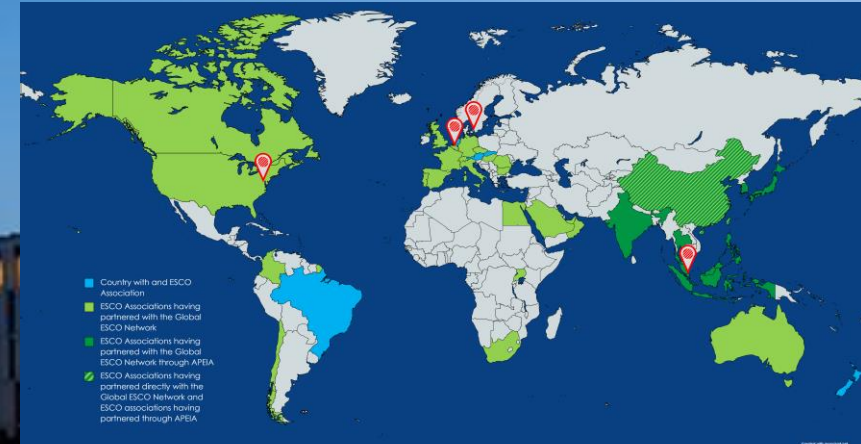 Country with and ESCO
Association
ESCO Associations having
partnered with the Global
ESCO Network
ESCO Associations having
partnered with the Global
ESCO Network through APEIA
ESCO Associations having
partnered directly with the
Global ESCO Network and
ESCO associations having
partnered through APEIA